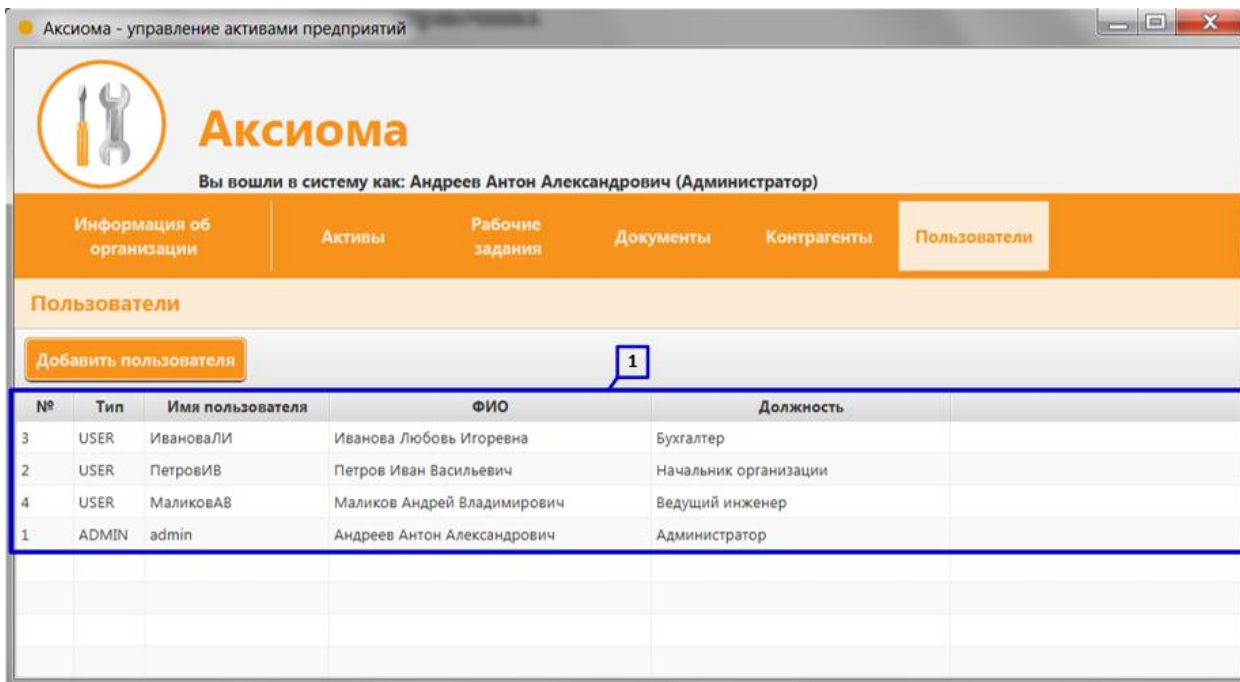 Аксиома - управление активами предприятий
Аксиома
Вы вошли в систему как: Андреев Антон Александрович (Администратор)
Информация об организации Активы Рабочие задания Документы Контрагенты Пользователи
Пользователи
Добавить пользователя
1
№ Тип Имя пользователя ФИО Должность
3 USER ИвановаЛИ Иванова Любовь Игоревна Бухгалтер
2 USER ПетровИВ Петров Иван Васильевич Начальник организации
4 USER МаликовАВ Маликов Андрей Владимирович Ведущий инженер
1 ADMIN admin Андреев Антон Александрович Администратор